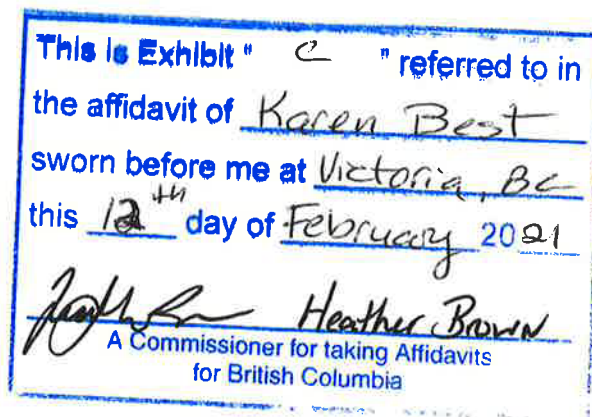 This is Exhibit " C " referred to in
the affidavit of Karen Best
sworn before me at Victoria, BC
this 12th day of February 2021
Heather Brown
A Commissioner for taking Affidavits
for British Columbia